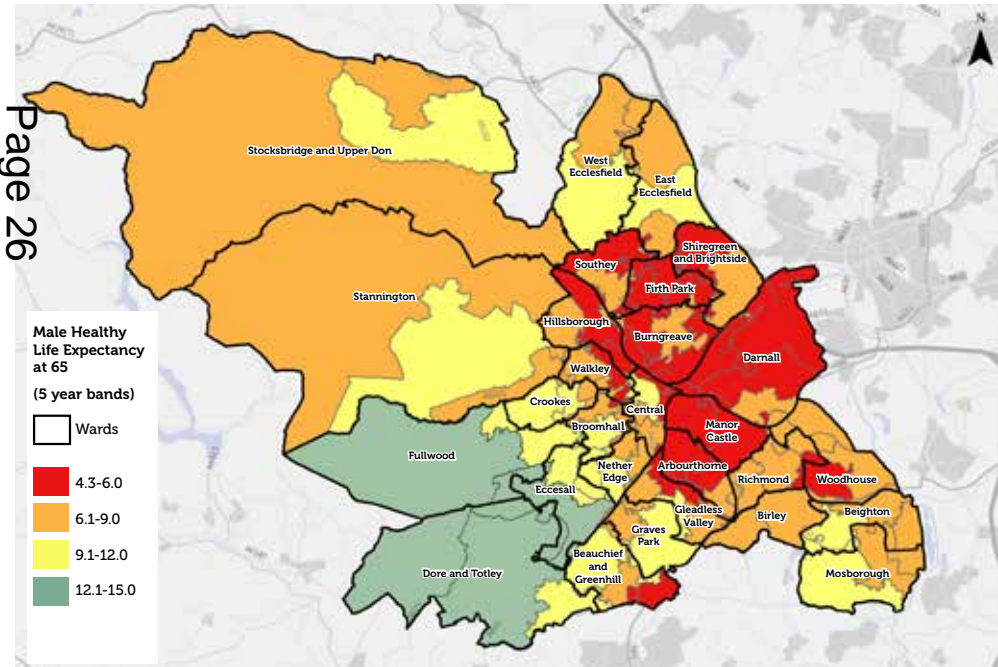 Page 26
N
Stocksbridge and Upper Don
West
Ecclesfield
East
Ecclesfield
Southey
Shiregreen
and Brightside
Firth Park
Stannington
Hillsborough
Burngreave
Darnall
Walkley
Crookes
Central
Broomhall
Manor
Castle
Fullwood
Nether
Edge
Arbourthorne
Richmond
Woodhouse
Eccesall
Gleadless
Valley
Birley
Beighton
Graves
Park
Beauchief
and
Greenhill
Dore and Totley
Mosborough
Male Healthy
Life Expectancy
at 65
(5 year bands)
Wards
4.3-6.0
6.1-9.0
9.1-12.0
12.1-15.0